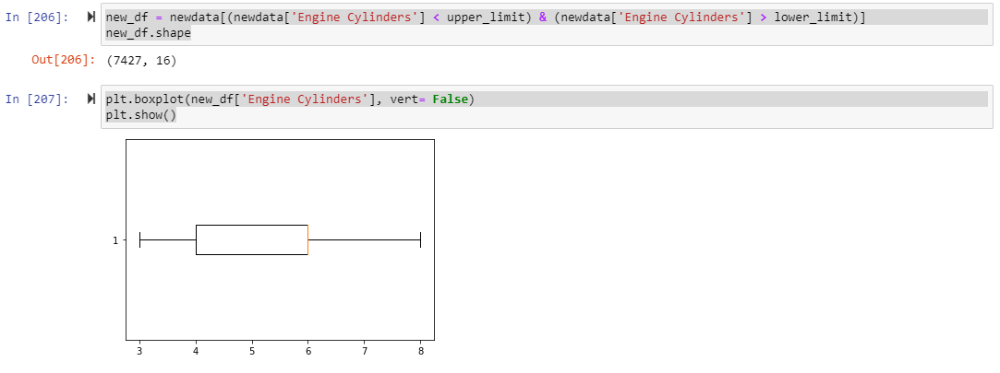 In [206]: new_df = newdata[(newdata['Engine Cylinders'] < upper_limit) & (newdata['Engine Cylinders'] > lower_limit)]
new_df.shape
Out[206]: (7427, 16)
In [207]: plt.boxplot(new_df['Engine Cylinders'], vert= False)
plt.show()
1
3 4 5 6 7 8